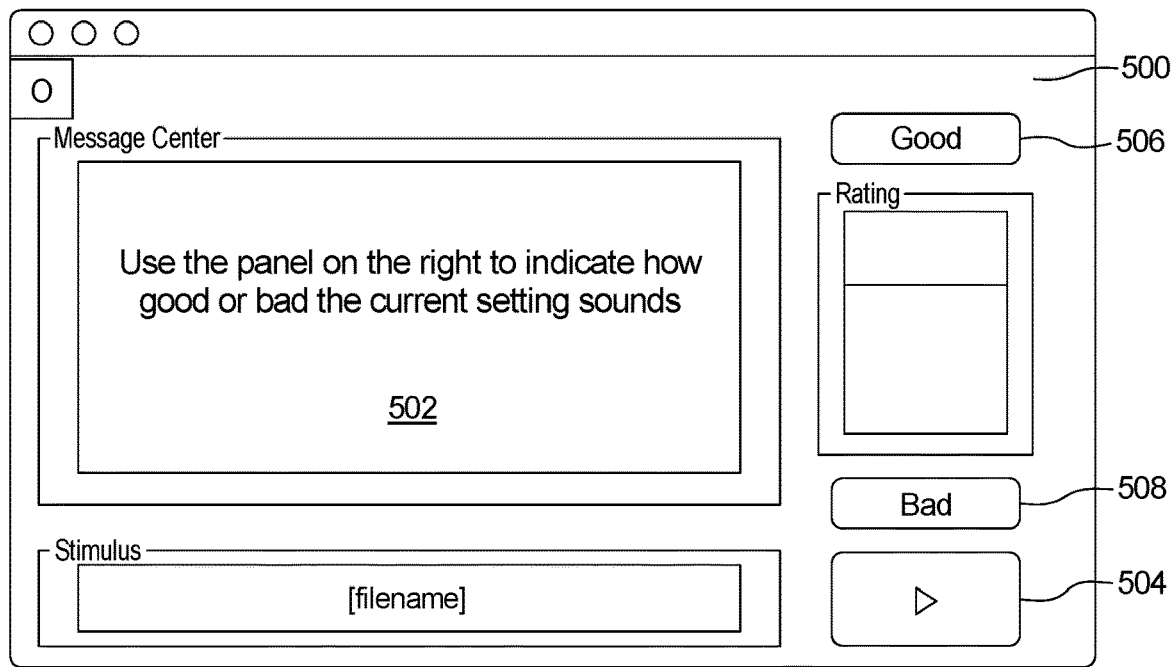 500
Message Center
Good
506
Rating
Use the panel on the right to indicate how
good or bad the current setting sounds
502
Bad
508
Stimulus
[filename]
504